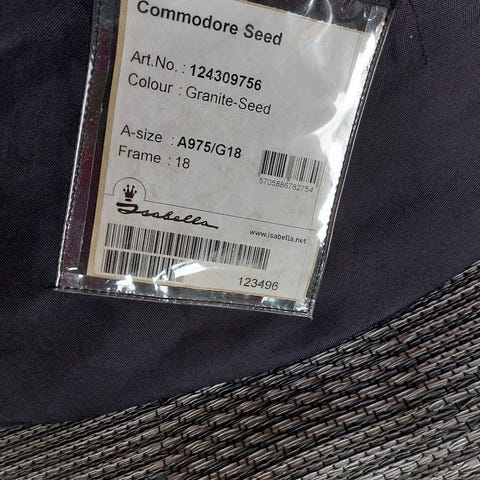 Commodore Seed
Art.No. : 124309756
Colour : Granite-Seed
A-size : A975/G18
Frame : 18
5705886782754
Isabella
www.isabella.net
123496